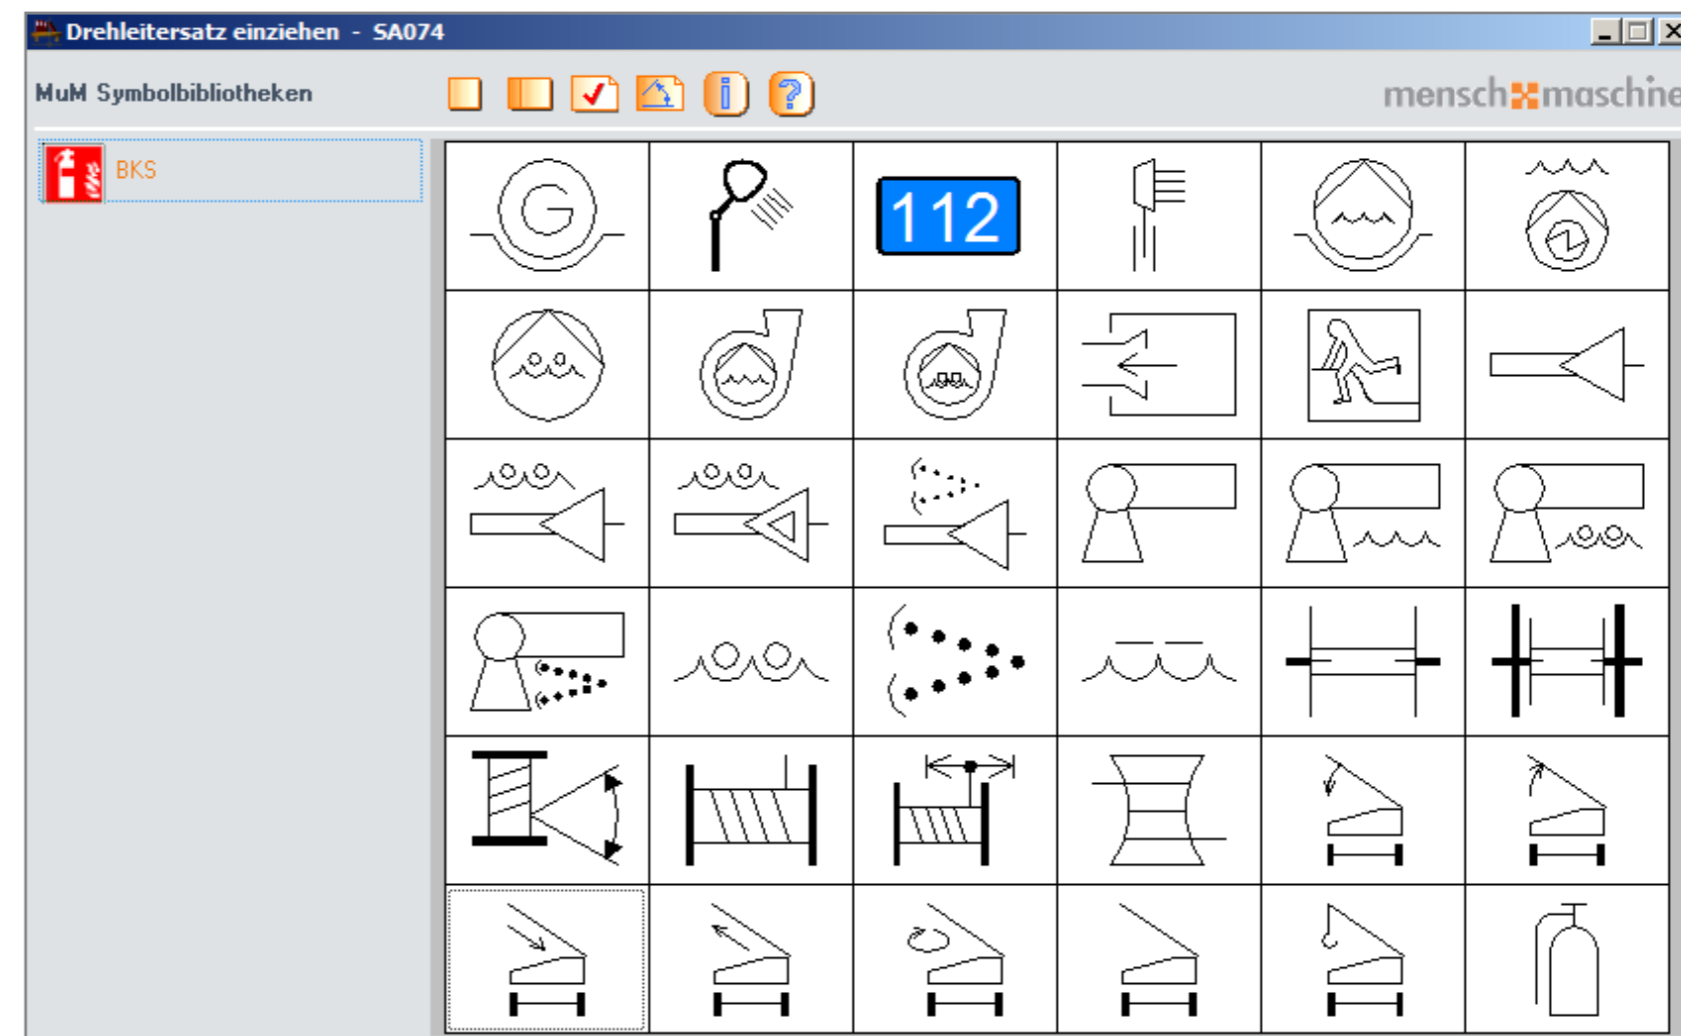 Drehleitersatz einziehen - SA074
MuM Symbolbibliotheken
mensch maschine
BKS
G
112